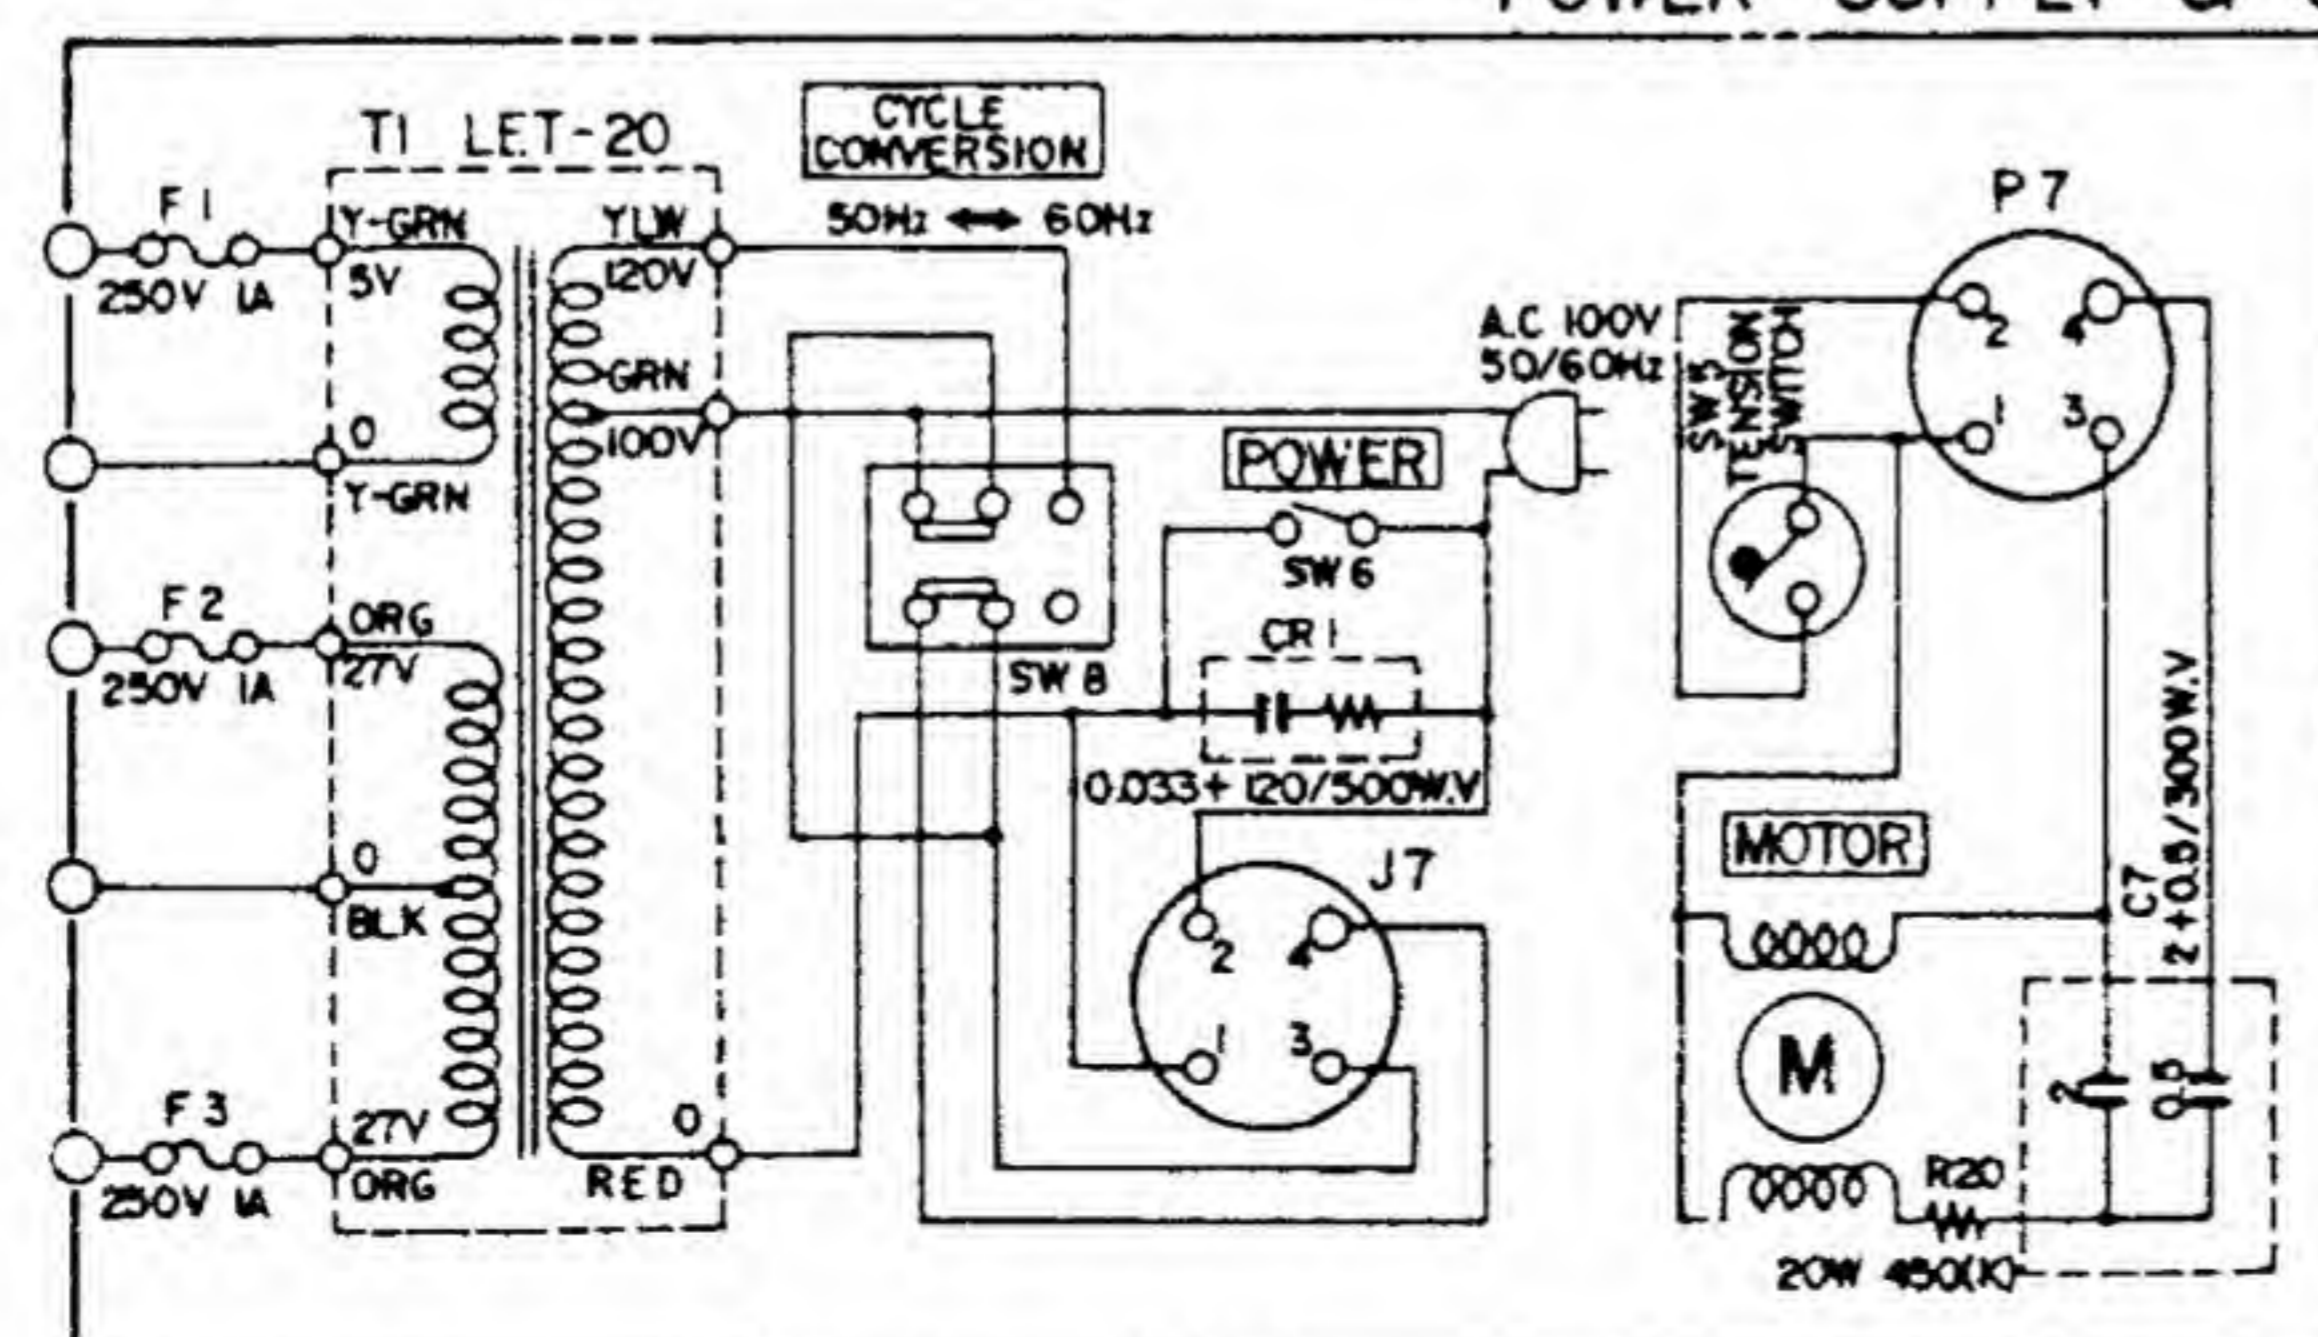 T1 LET-20
CYCLE
CONVERSION
50Hz ↔ 60Hz
F1
250V 1A
Y-GRN
5V
0
Y-GRN
YLW
120V
GRN
100V
A.C 100V
50/60Hz
POWER
SW6
CR1
0.033+120/500W.V
SW8
F2
250V 1A
ORG
27V
0
BLK
F3
250V 1A
27V
ORG
0
RED
J7
2
4
1
3
P7
2
4
1
3
SW5
TENSION
SWITCH
MOTOR
M
C7
2+0.5/300W.V
2
0.5
R20
20W 450(K)